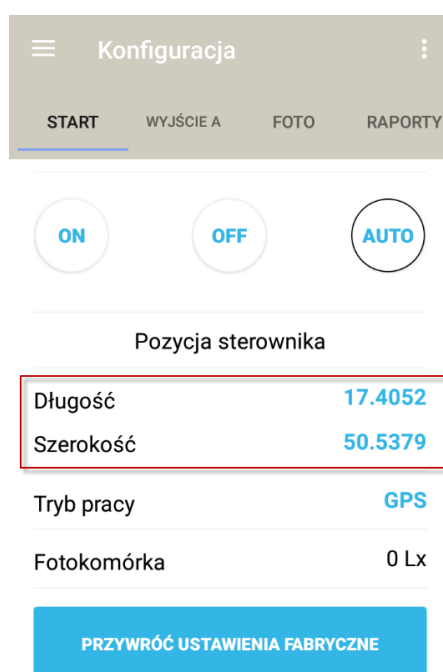 Konfiguracja
START WYJŚCIE A FOTO RAPORTY
ON OFF AUTO
Pozycja sterownika
Długość 17.4052
Szerokość 50.5379
Tryb pracy GPS
Fotokomórka 0 Lx
PRZYWRÓĆ USTAWIENIA FABRYCZNE